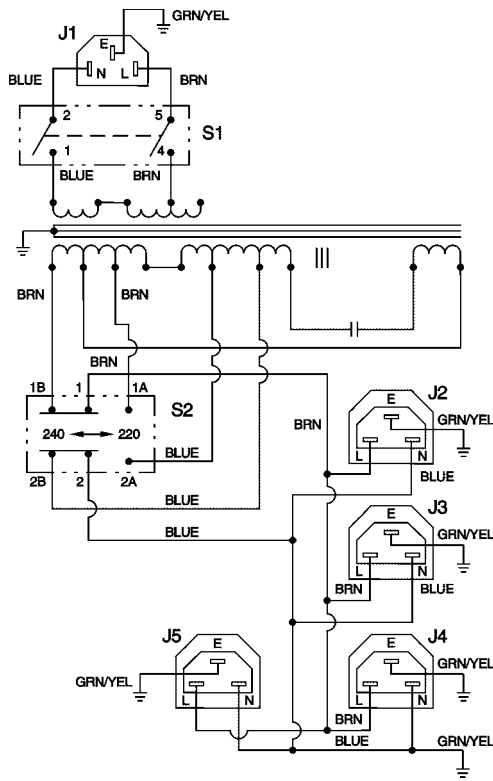 GRN/YEL
J1
E
N L
BLUE
BRN
2 5
S1
1 4
BLUE BRN
BRN
BRN
BRN
1B 1 1A
S2
240 220
2B 2 2A
BLUE
BLUE
BLUE
BRN
J2
E
GRN/YEL
L N
BLUE
J3
E
GRN/YEL
L N
BRN
BLUE
J5
E
GRN/YEL
L N
J4
E
GRN/YEL
L N
BRN
BLUE
GRN/YEL